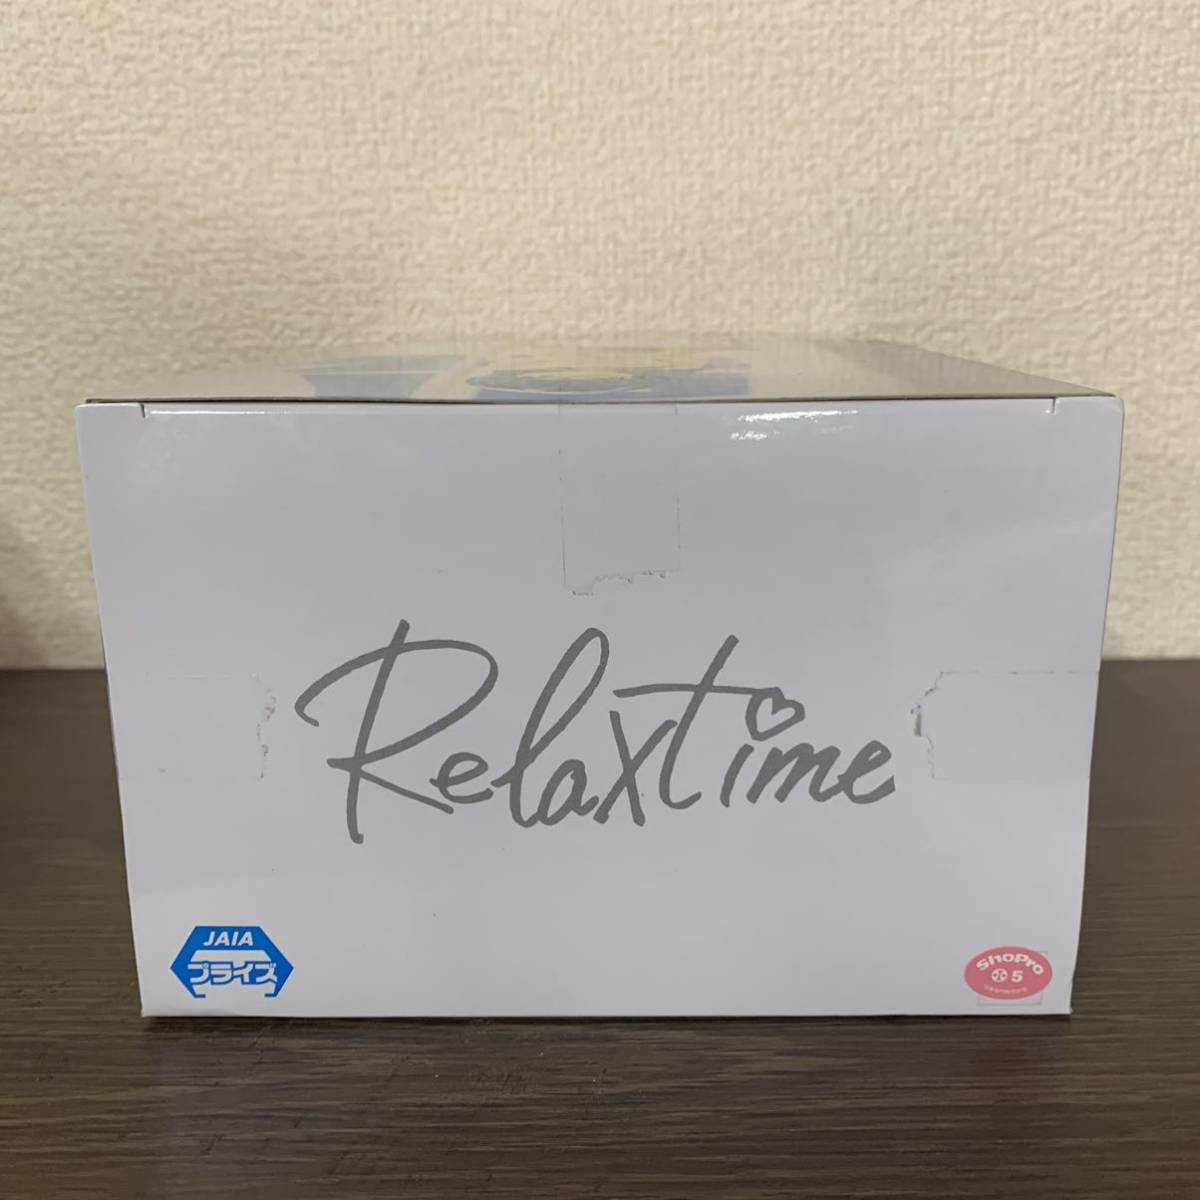 Relaxtime
JAIA
プライズ
ShoPro
5